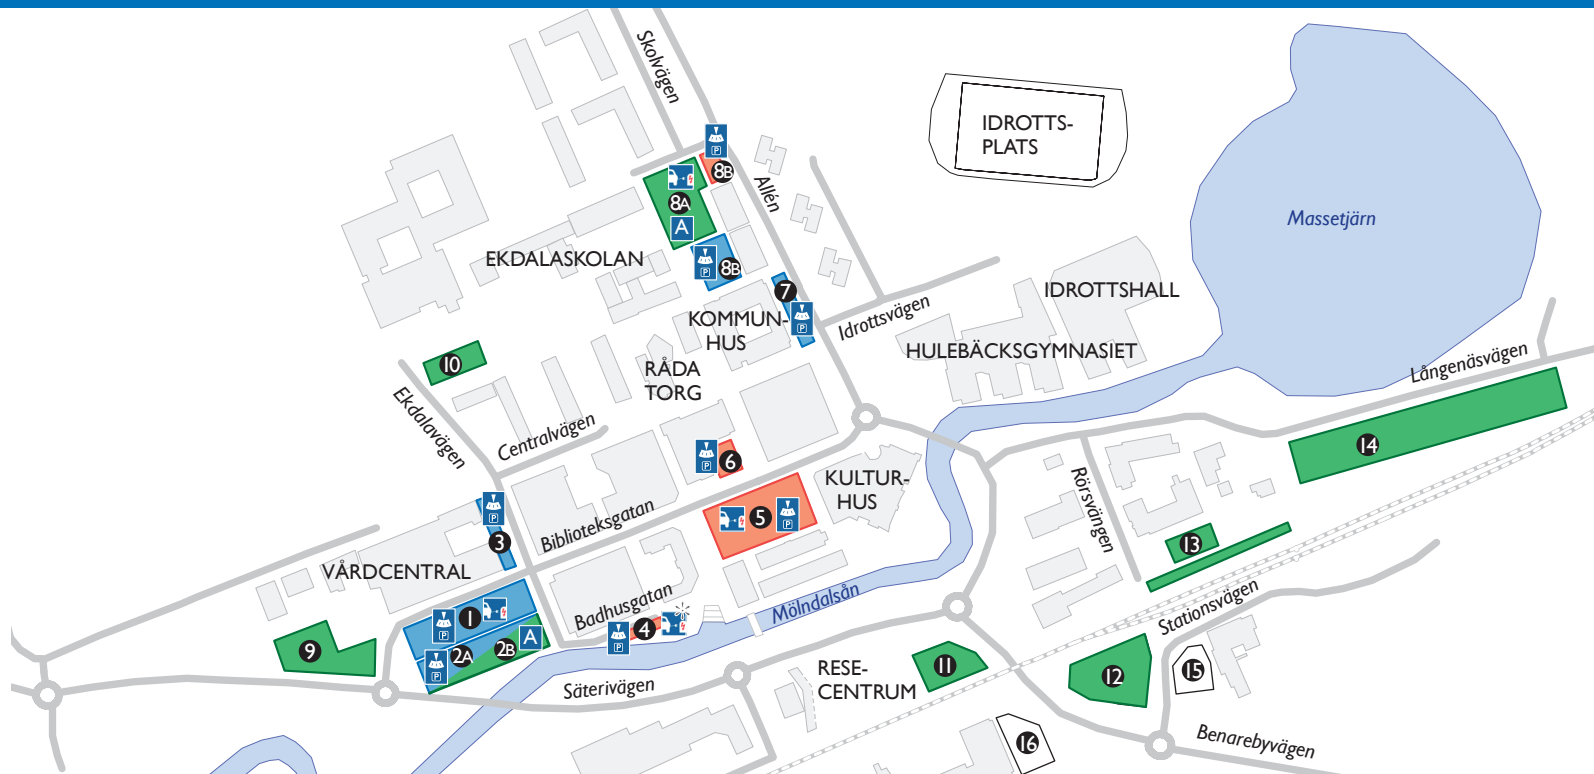 Skolvägen
IDROTTS-
PLATS
P
8B
Allén
8A
A
Massetjärn
EKDALASKOLAN
P
8B
7
P
IDROTTSHALL
Idrottsvägen
KOMMUN-
HUS
HULEBÄCKSGYMNASIET
Långenäsvägen
10
RÅDA
TORG
Ekdalavägen
Centralvägen
P
6
14
KULTUR-
HUS
Rörsvängen
P
3
Biblioteksgatan
5
P
13
VÅRDCENTRAL
Badhusgatan
Mölndalsån
Stationsvägen
P
1
2A
P
2B
A
P
4
9
Säterivägen
RESE-
CENTRUM
11
12
15
16
Benarebyvägen